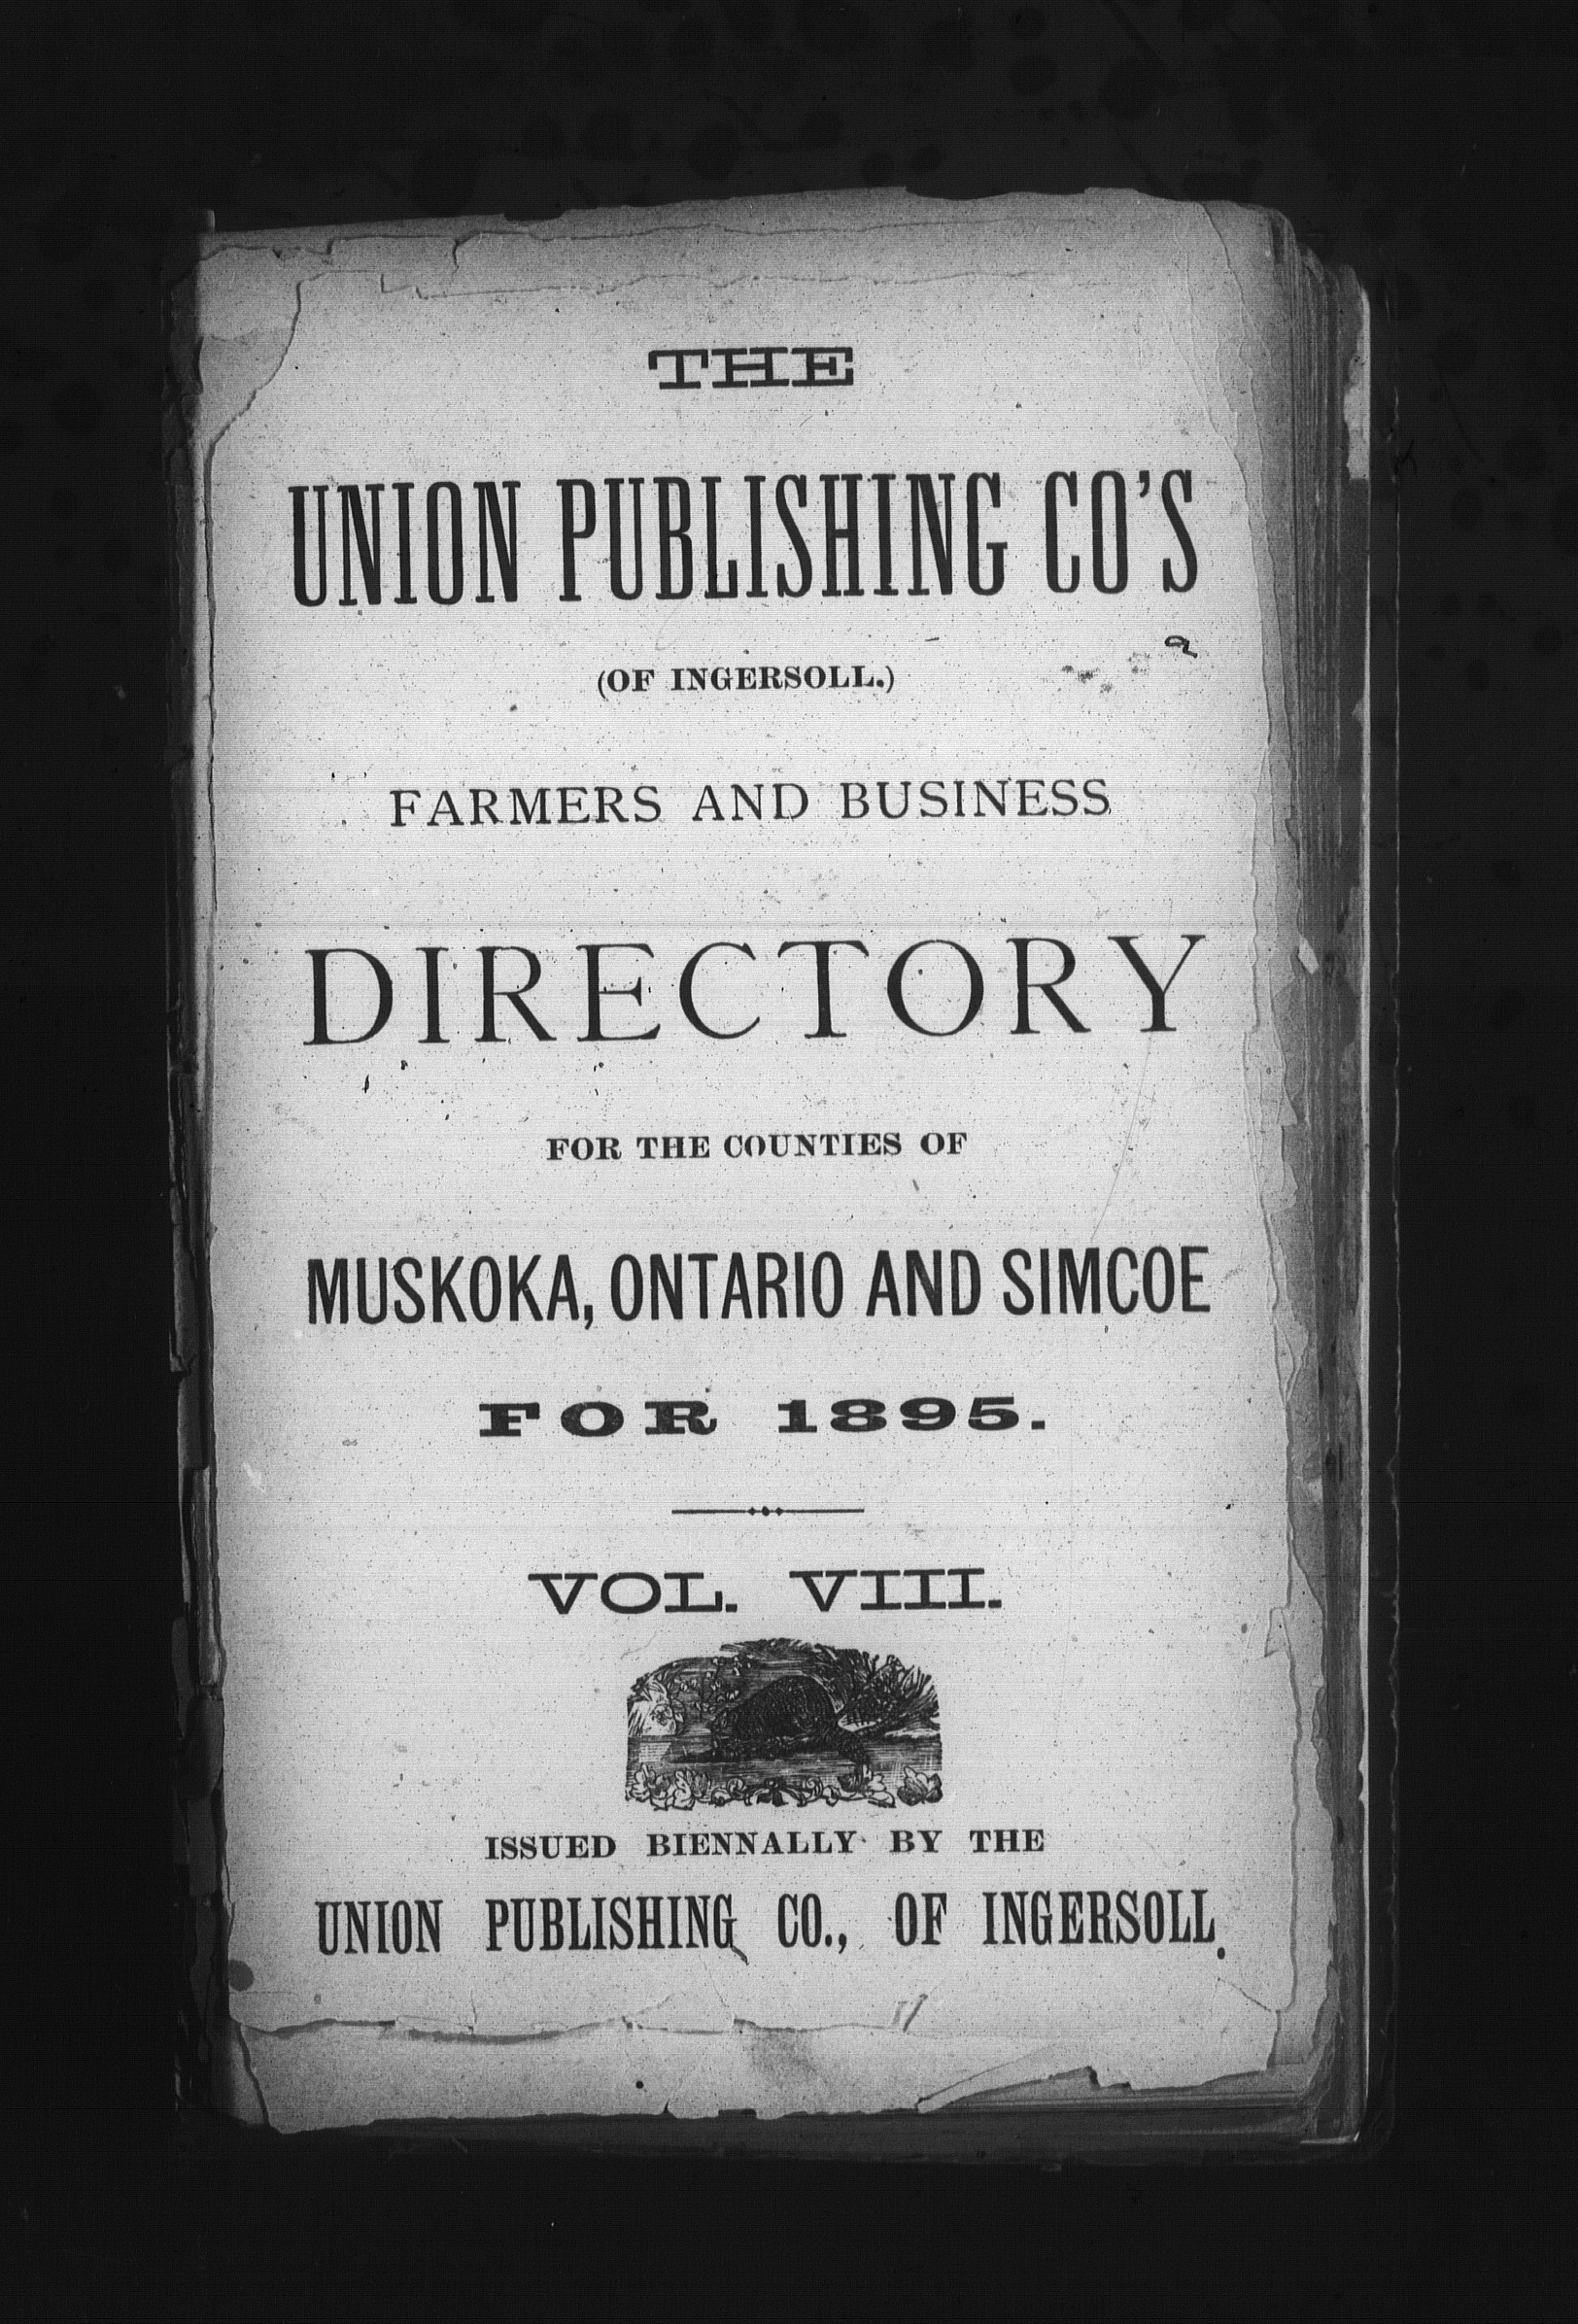 THE
UNION PUBLISHING CO'S
(OF INGERSOLL.)
FARMERS AND BUSINESS
DIRECTORY
FOR THE COUNTIES OF
MUSKOKA, ONTARIO AND SIMCOE
FOR 1895.
VOL. VIII.
ISSUED BIENNALLY BY THE
UNION PUBLISHING CO., OF INGERSOLL.